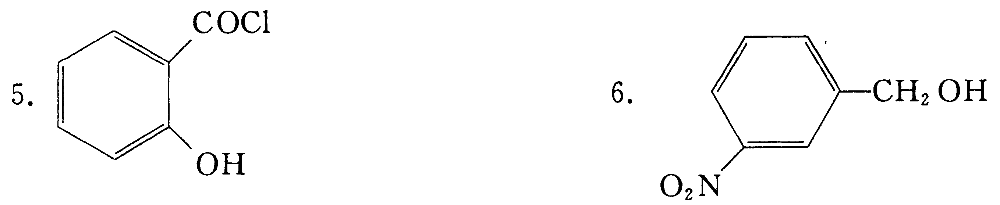 COCl
5.
OH
6.
CH₂OH
O₂N